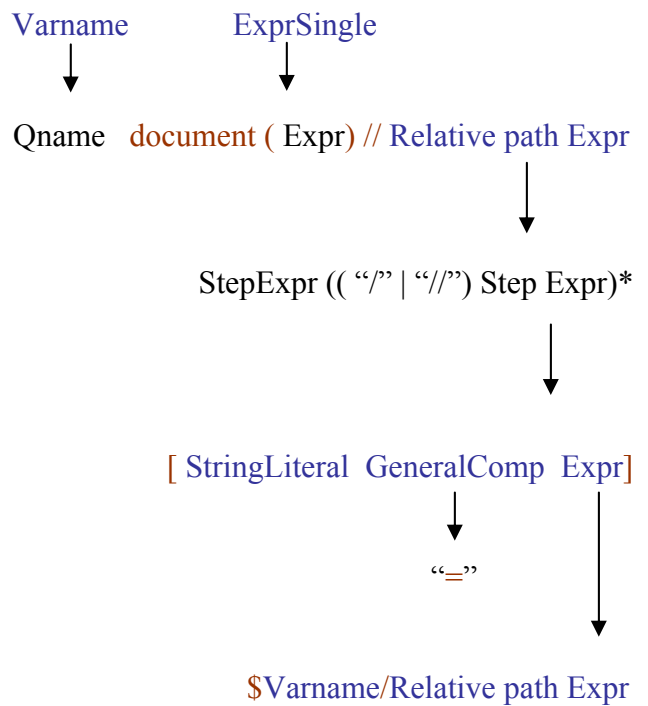 Varname ExprSingle
Qname document ( Expr) // Relative path Expr
StepExpr (( “/” | “//”) Step Expr)*
[ StringLiteral GeneralComp Expr]
“=”
$Varname/Relative path Expr